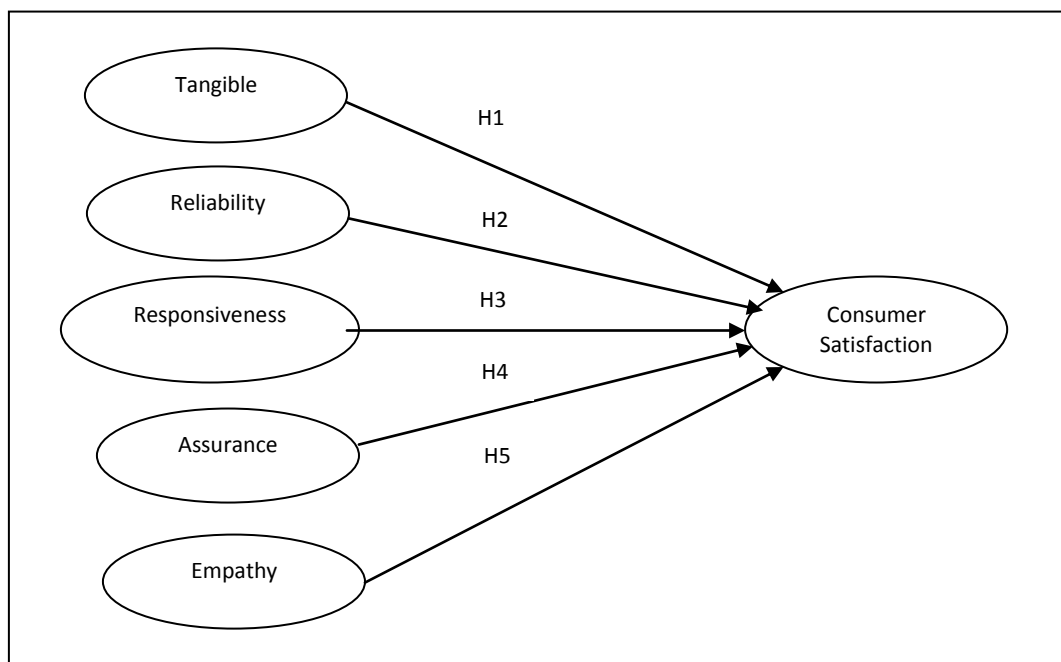 Tangible
H1
Reliability
H2
Responsiveness
H3
Consumer
Satisfaction
H4
Assurance
H5
Empathy